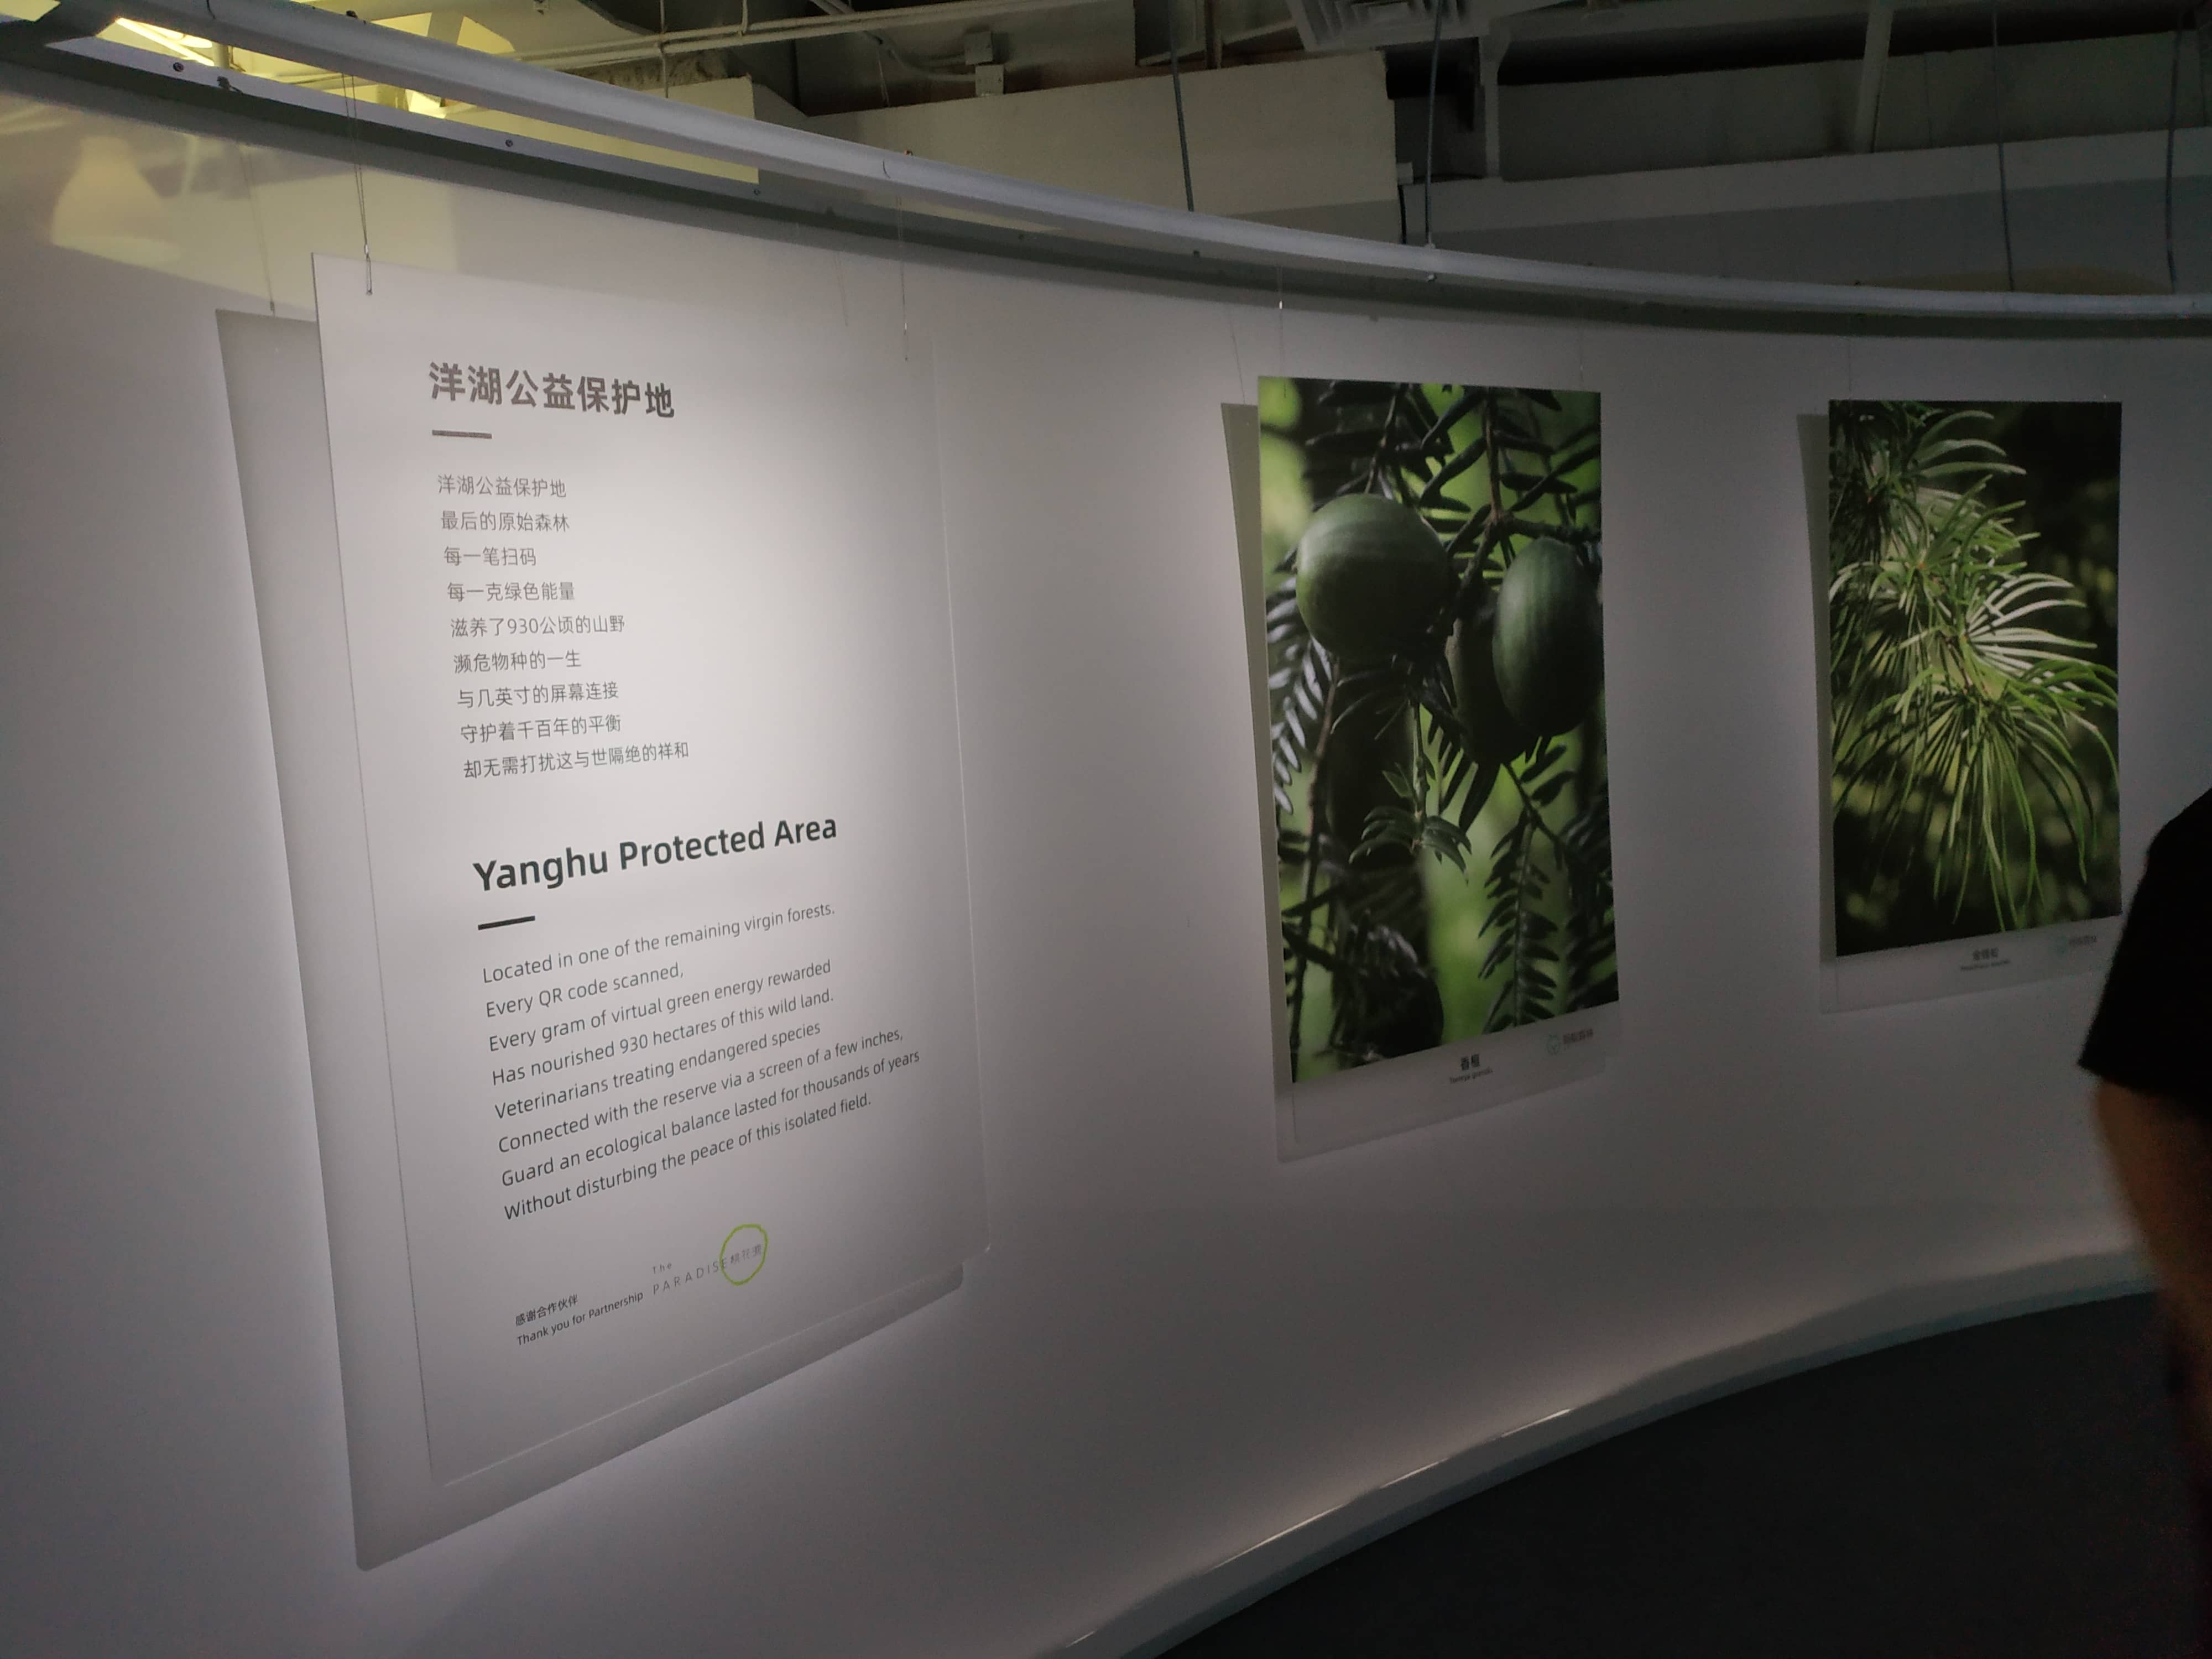 洋湖公益保护地
洋湖公益保护地
最后的原始森林
每一笔扫码
每一克绿色能量
滋养了930公顷的山野
濒危物种的一生
与几英寸的屏幕连接
守护着千百年的平衡
却无需打扰这与世隔绝的祥和
Yanghu Protected Area
Located in one of the remaining virgin forests.
Every QR code scanned,
Every gram of virtual green energy rewarded
Has nourished 930 hectares of this wild land.
Veterinarians treating endangered species
Connected with the reserve via a screen of a few inches,
Guard an ecological balance lasted for thousands of years
Without disturbing the peace of this isolated field.
感谢合作伙伴
Thank you for Partnership
The
PARADISE 桃花源
香榧
金钱松